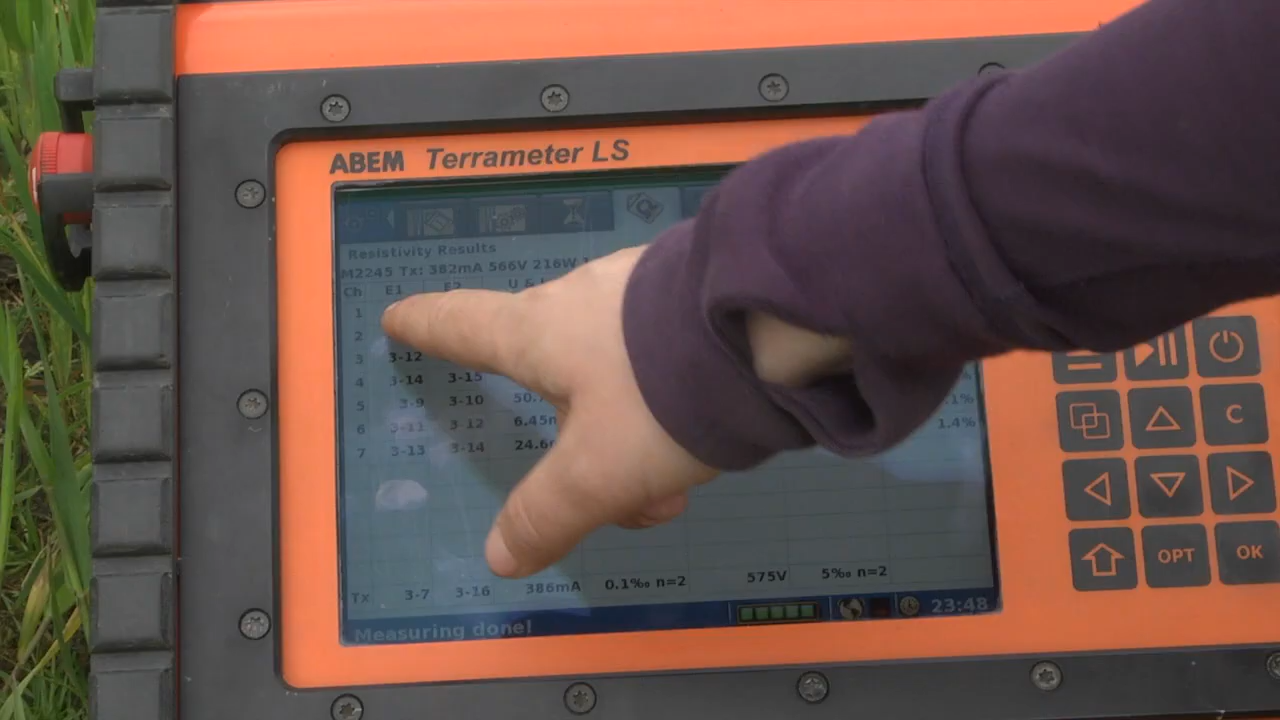 ABEM Terrameter LS
Resistivity Results
M2245 Tx: 382mA 566V 216W
Ch E1 E2 U &
1
2
3 3-12
4 3-14 3-15
5 3-9 3-10 50. .1%
6 3-11 3-12 6.45 1.4%
7 3-13 3-14 24.6
Tx 3-7 3-16 386mA 0.1‰ n=2 575V 5‰ n=2
23:48
Measuring done!
C
OPT OK